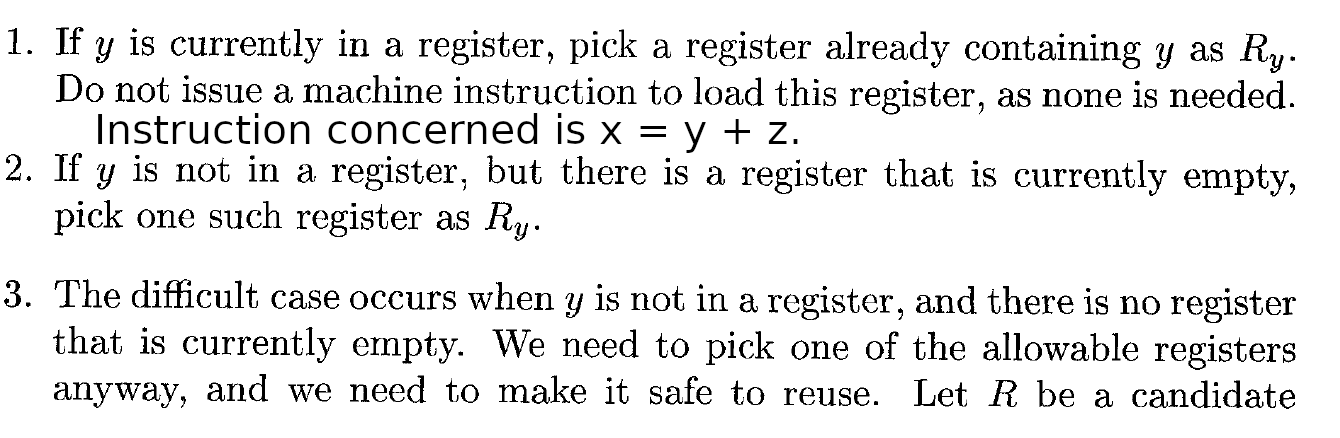 1. If y is currently in a register, pick a register already containing y as Ry.
Do not issue a machine instruction to load this register, as none is needed.
Instruction concerned is x = y + z.
2. If y is not in a register, but there is a register that is currently empty,
pick one such register as Ry.
3. The difficult case occurs when y is not in a register, and there is no register
that is currently empty. We need to pick one of the allowable registers
anyway, and we need to make it safe to reuse. Let R be a candidate